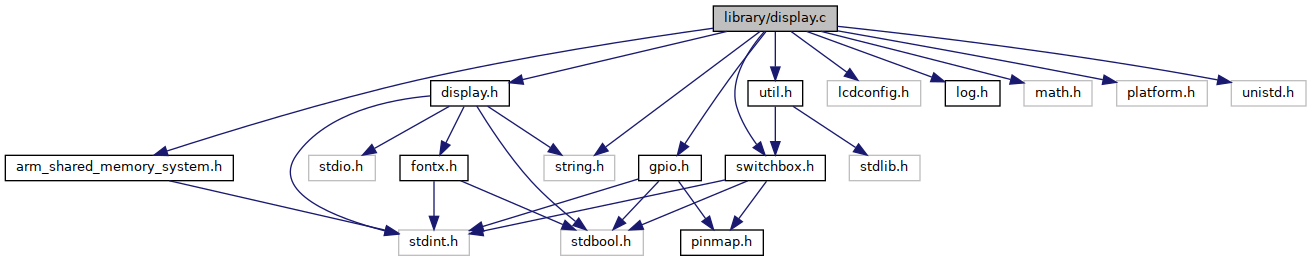 library/display.c
display.h
util.h
lcdconfig.h
log.h
math.h
platform.h
unistd.h
arm_shared_memory_system.h
stdio.h
fontx.h
string.h
gpio.h
switchbox.h
stdlib.h
stdint.h
stdbool.h
pinmap.h